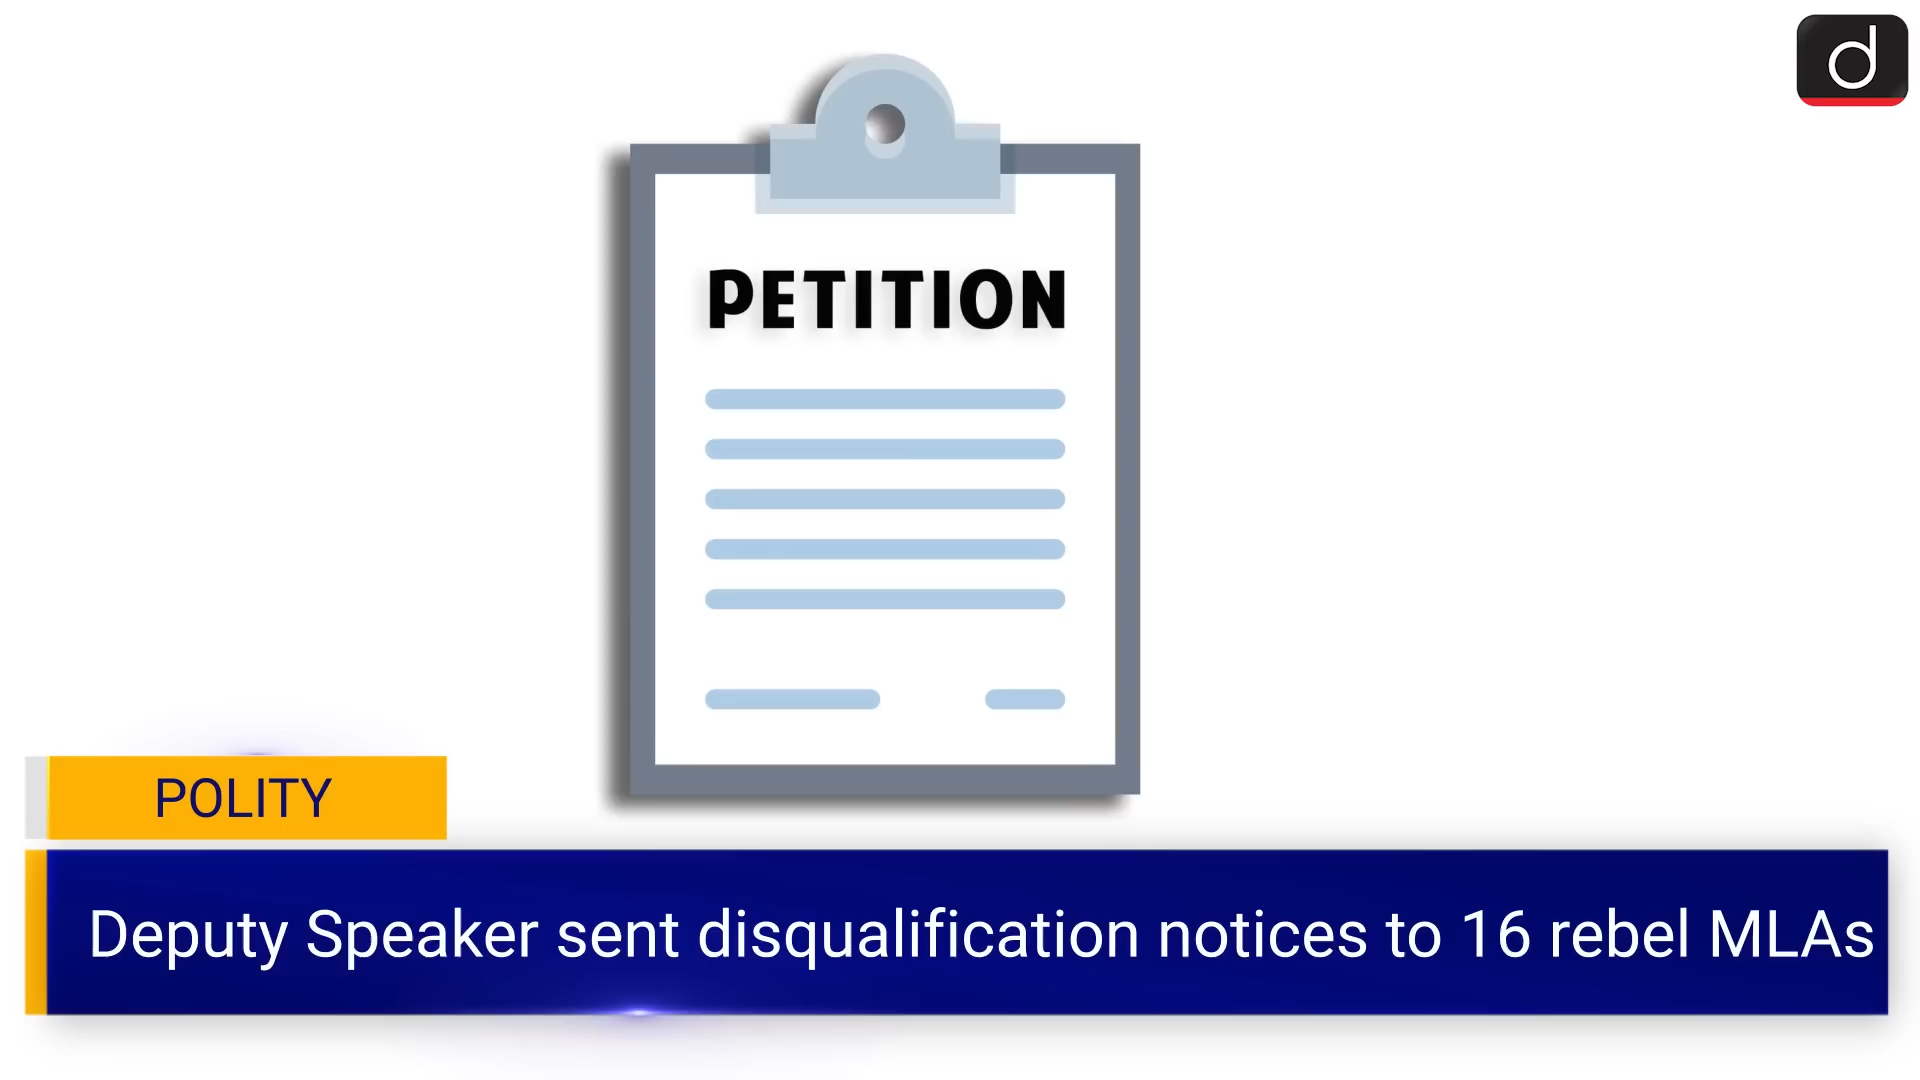 d
PETITION
POLITY
Deputy Speaker sent disqualification notices to 16 rebel MLAs